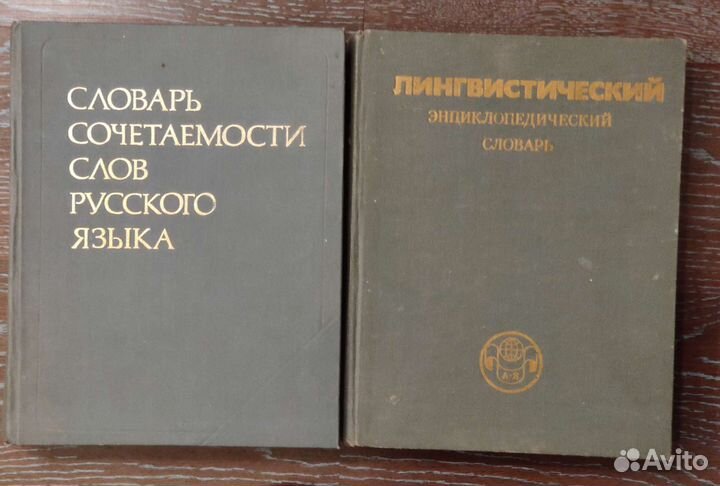 СЛОВАРЬ
СОЧЕТАЕМОСТИ
СЛОВ
РУССКОГО
ЯЗЫКА
ЛИНГВИСТИЧЕСКИЙ
ЭНЦИКЛОПЕДИЧЕСКИЙ
СЛОВАРЬ
А-Я
Avito